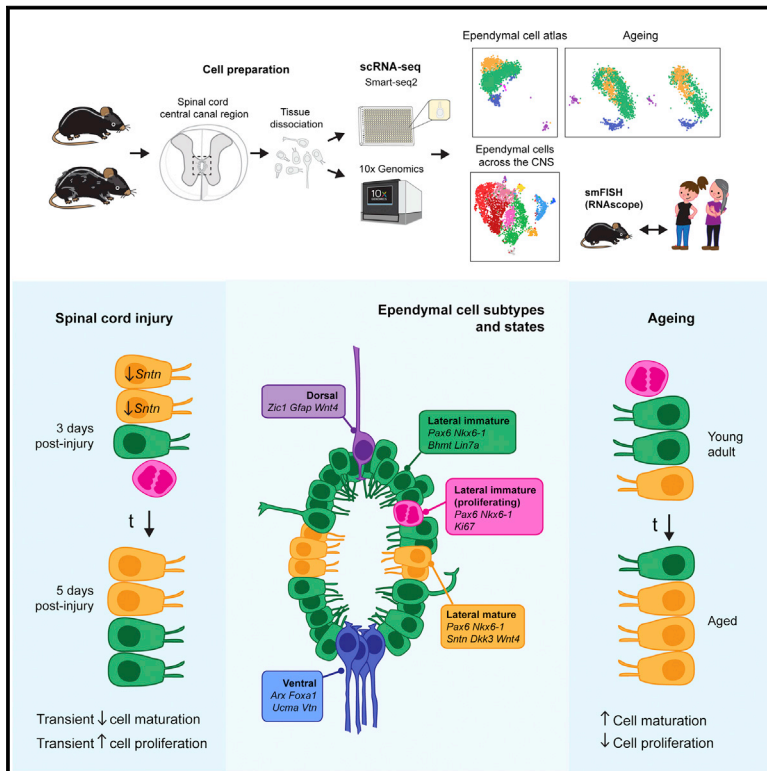 Cell preparation
Spinal cord
central canal region
Tissue
dissociation
scRNA-seq
Smart-seq2
10x Genomics
10x
GENOMICS
Ependymal cell atlas
Ageing
Ependymal cells
across the CNS
smFISH
(RNAscope)
Spinal cord injury
↓Sntn
↓Sntn
3 days
post-injury
t
5 days
post-injury
Transient ↓ cell maturation
Transient ↑ cell proliferation
Ependymal cell subtypes
and states
Dorsal
Zic1 Gfap Wnt4
Lateral immature
Pax6 Nkx6-1
Bhmt Lin7a
Lateral immature
(proliferating)
Pax6 Nkx6-1
Ki67
Lateral mature
Pax6 Nkx6-1
Sntn Dkk3 Wnt4
Ventral
Arx Foxa1
Ucma Vtn
Ageing
Young
adult
t
Aged
↑ Cell maturation
↓ Cell proliferation